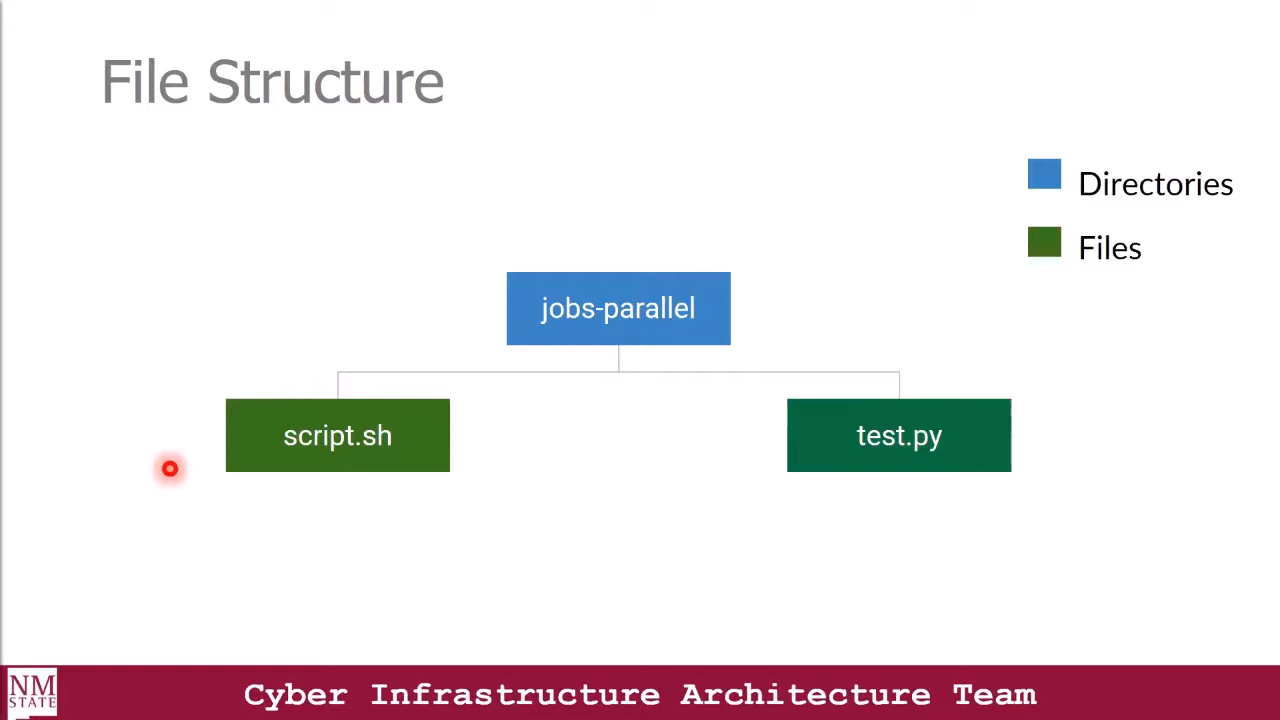 File Structure
Directories
Files
jobs-parallel
script.sh
test.py
NM
STATE
Cyber Infrastructure Architecture Team